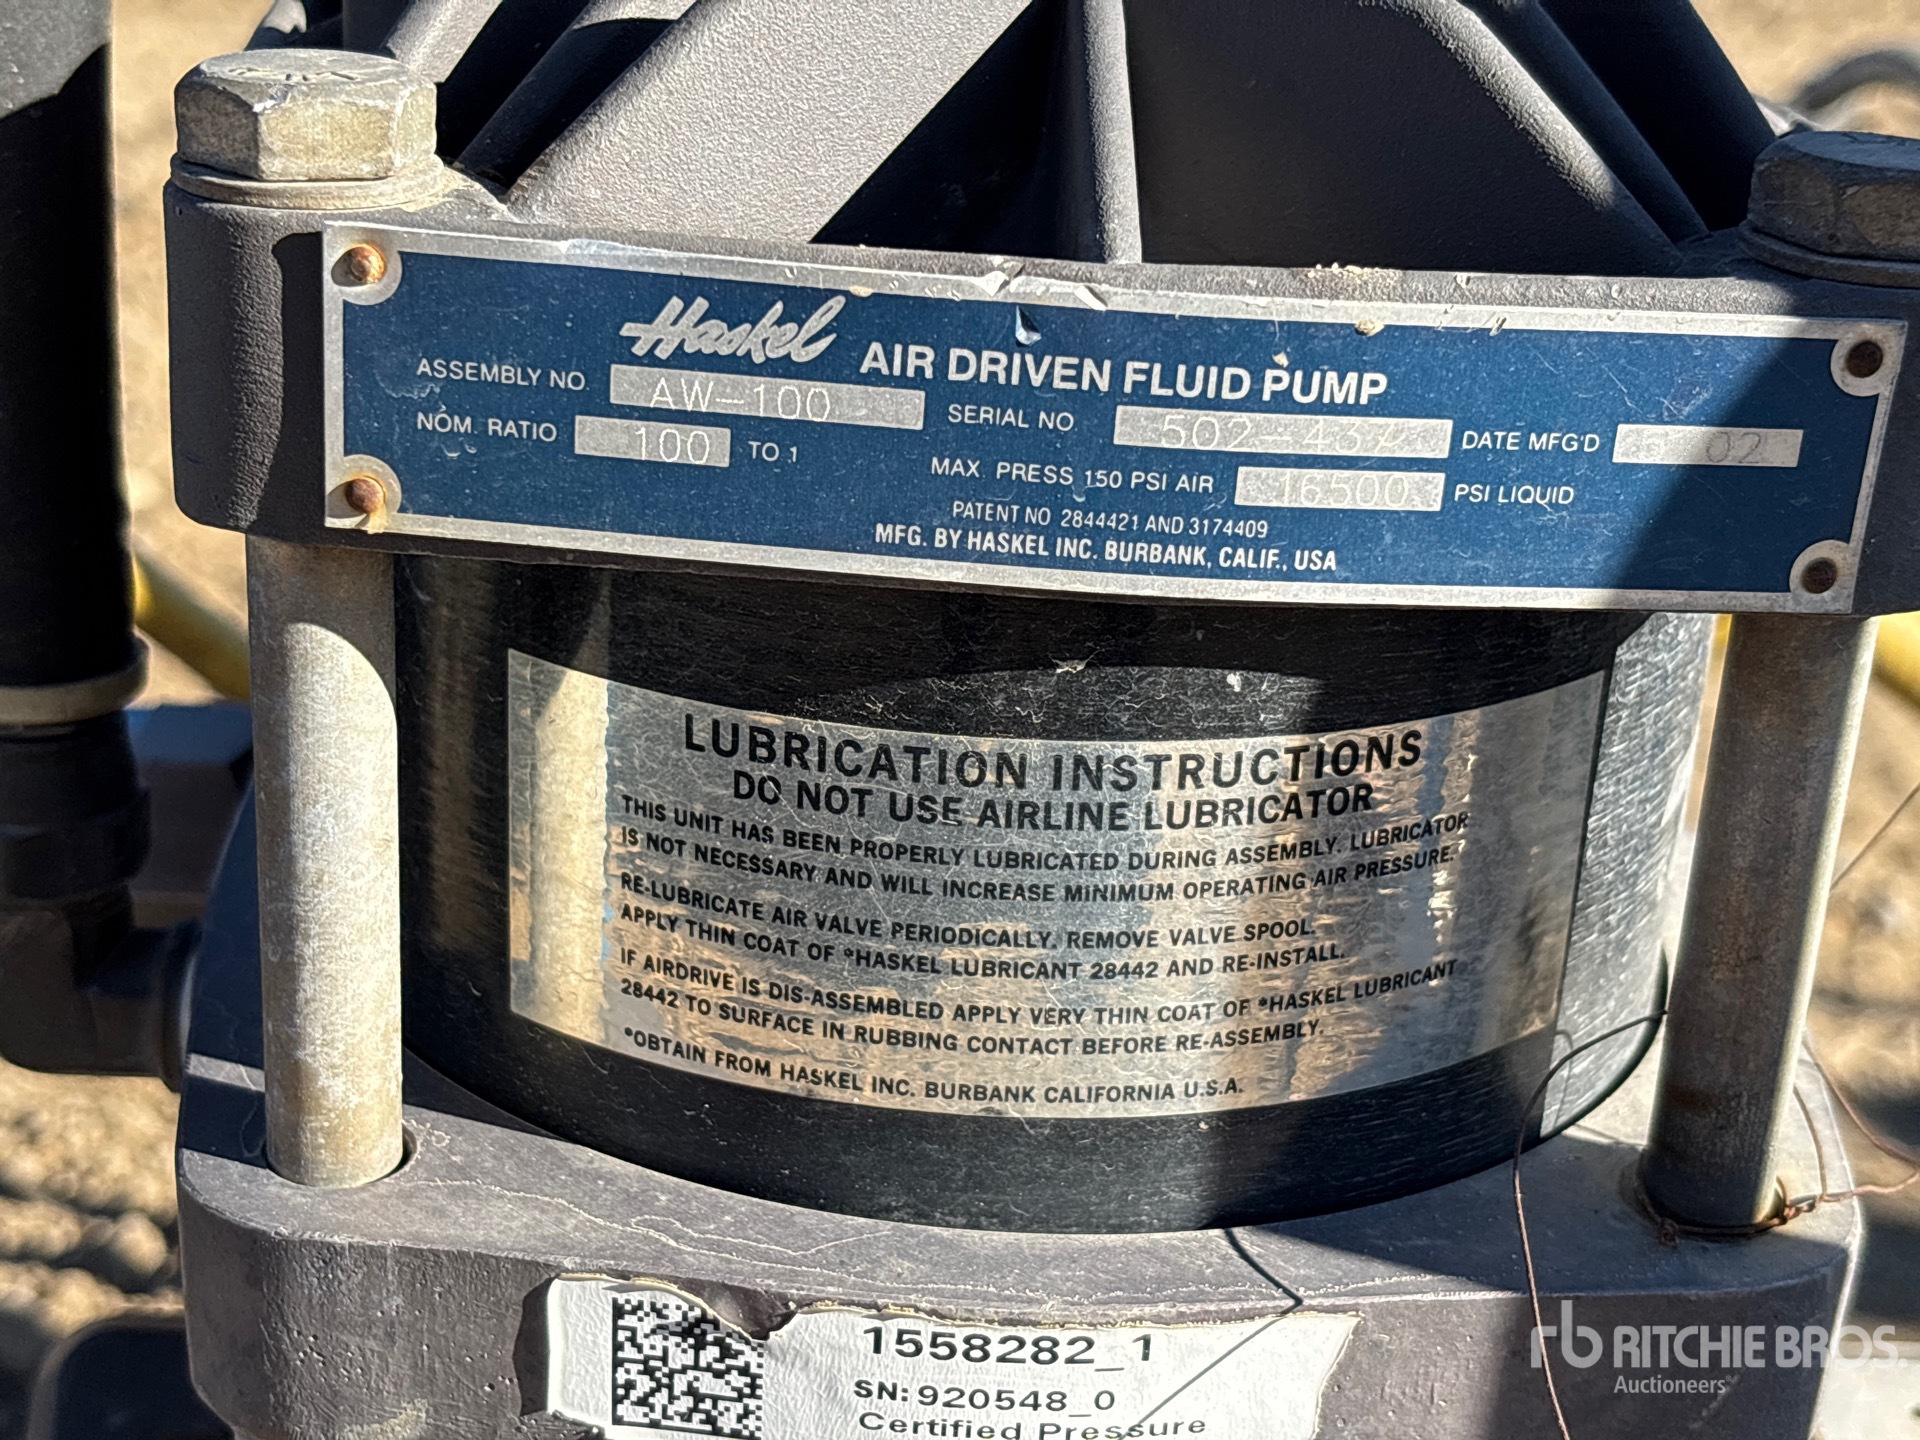 Haskel AIR DRIVEN FLUID PUMP
ASSEMBLY NO. AW-100 SERIAL NO 502-437 DATE MFG'D 02
NOM. RATIO 100 TO 1 MAX. PRESS 150 PSI AIR 16500 PSI LIQUID
PATENT NO 2844421 AND 3174409
MFG. BY HASKEL INC. BURBANK, CALIF., USA
LUBRICATION INSTRUCTIONS
DO NOT USE AIRLINE LUBRICATOR
THIS UNIT HAS BEEN PROPERLY LUBRICATED DURING ASSEMBLY. LUBRICATOR
IS NOT NECESSARY AND WILL INCREASE MINIMUM OPERATING AIR PRESSURE.
RE-LUBRICATE AIR VALVE PERIODICALLY. REMOVE VALVE SPOOL.
APPLY THIN COAT OF *HASKEL LUBRICANT 28442 AND RE-INSTALL.
IF AIRDRIVE IS DIS-ASSEMBLED APPLY VERY THIN COAT OF *HASKEL LUBRICANT
28442 TO SURFACE IN RUBBING CONTACT BEFORE RE-ASSEMBLY.
*OBTAIN FROM HASKEL INC. BURBANK CALIFORNIA U.S.A.
1558282_1
SN: 920548_0
Certified Pressure
rb RITCHIE BROS.
Auctioneers